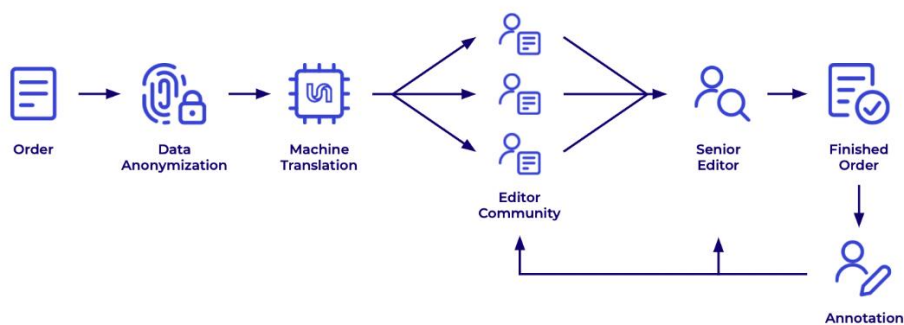 Order
Data
Anonymization
Machine
Translation
Editor
Community
Senior
Editor
Finished
Order
Annotation